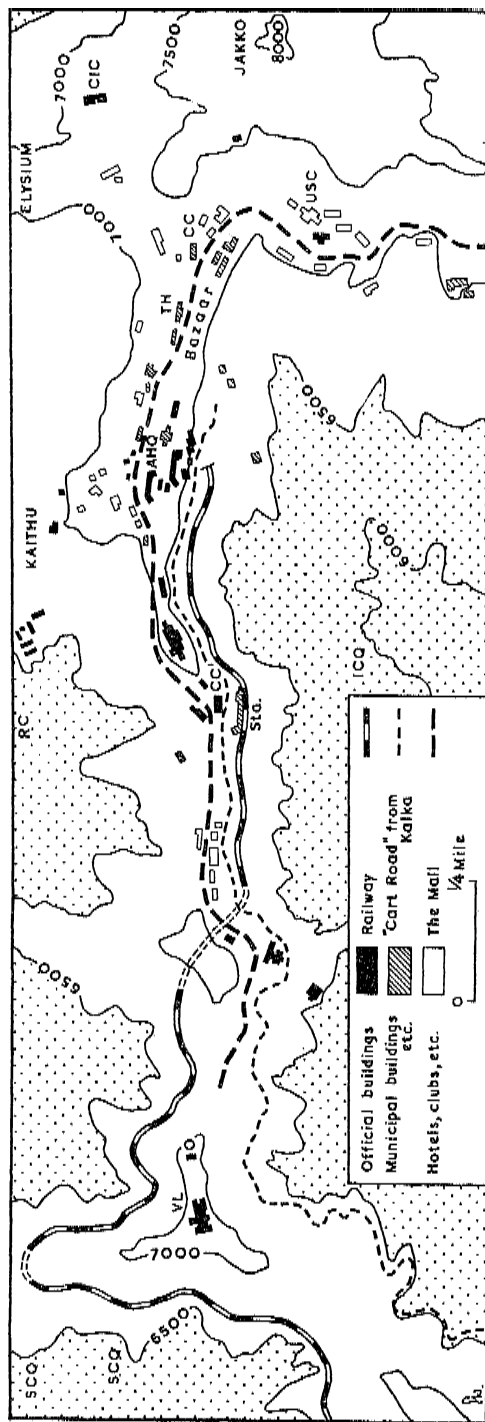 SCQ
SCQ
6500
7000
VL
O
6500
RC
KAITHU
AHQ
TH
Bazaar
CC
ELYSIUM
7000
7000
CIC
7500
JAKKO
8000
USC
CC
Sta.
ICQ
6000
6500
Official buildings
Municipal buildings
etc.
Hotels, clubs, etc.
Railway
"Cart Road" from
Kalka
The Mall
0 1/4 Mile